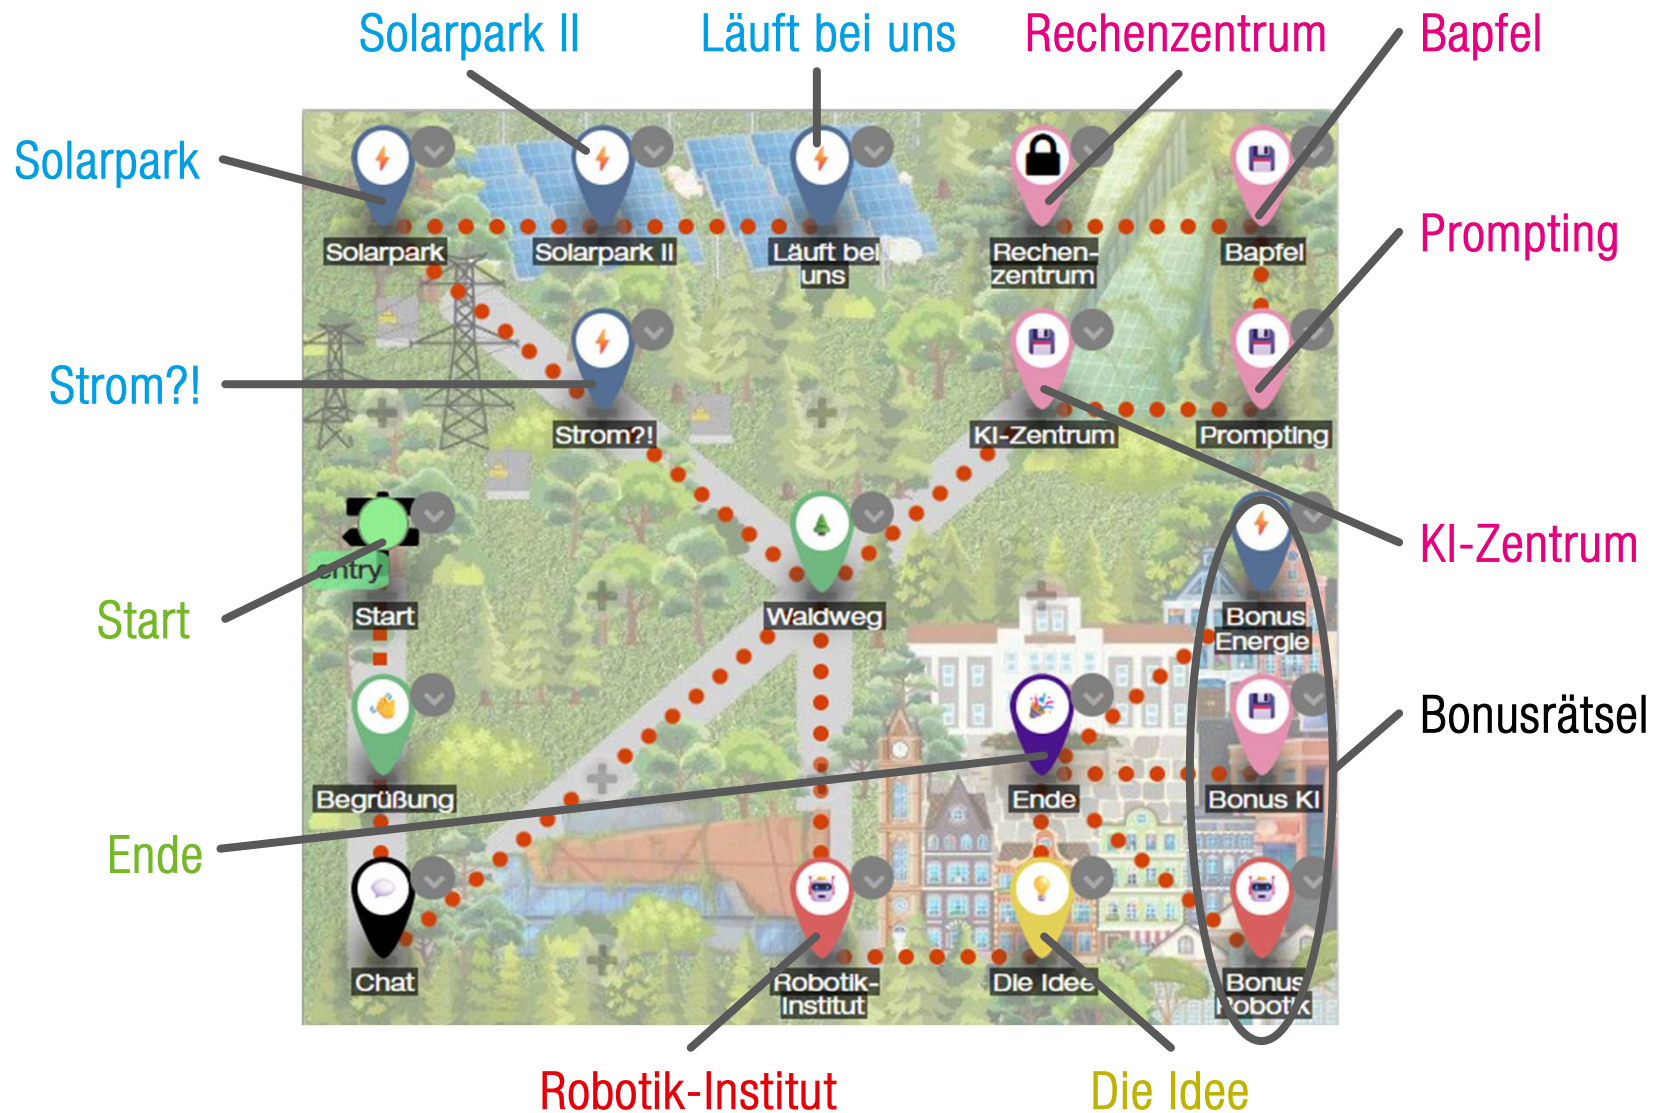 Solarpark II
Läuft bei uns
Rechenzentrum
Bapfel
Solarpark
Solarpark
Solarpark II
Läuft bei
uns
Rechen-
zentrum
Bapfel
Prompting
Strom?!
Strom?!
KI-Zentrum
Prompting
entry
Start
Start
Waldweg
Bonus
Energie
KI-Zentrum
Bonusrätsel
Begrüßung
Ende
Bonus KI
Ende
Chat
Robotik-
Institut
Die Idee
Bonus
Robotik
Robotik-Institut
Die Idee